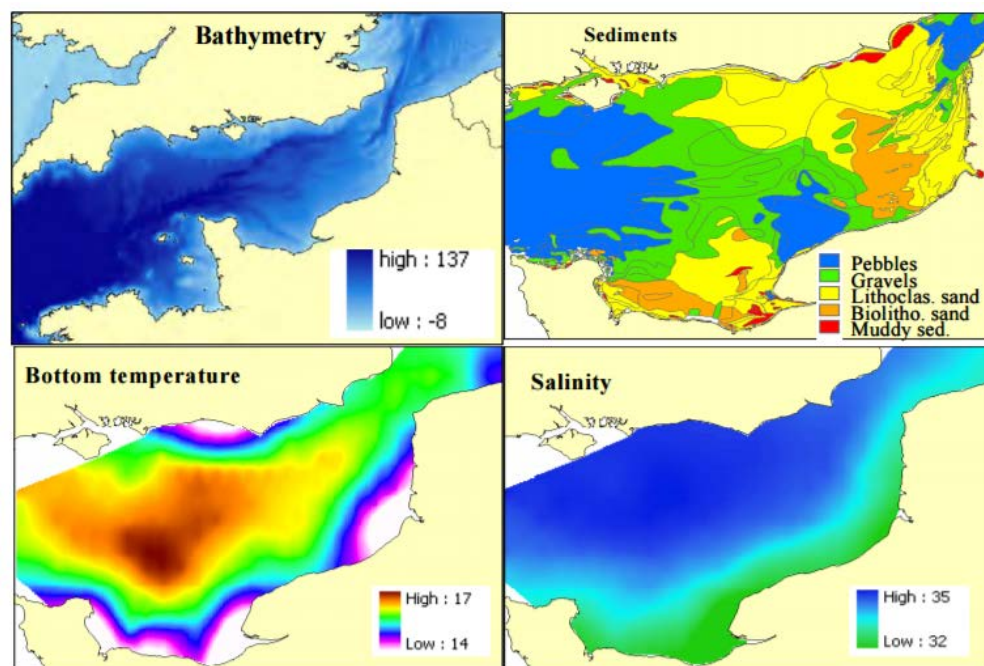 Bathymetry
high : 137
low : -8
Sediments
Pebbles
Gravels
Lithoclas. sand
Biolitho. sand
Muddy sed.
Bottom temperature
High : 17
Low : 14
Salinity
High : 35
Low : 32